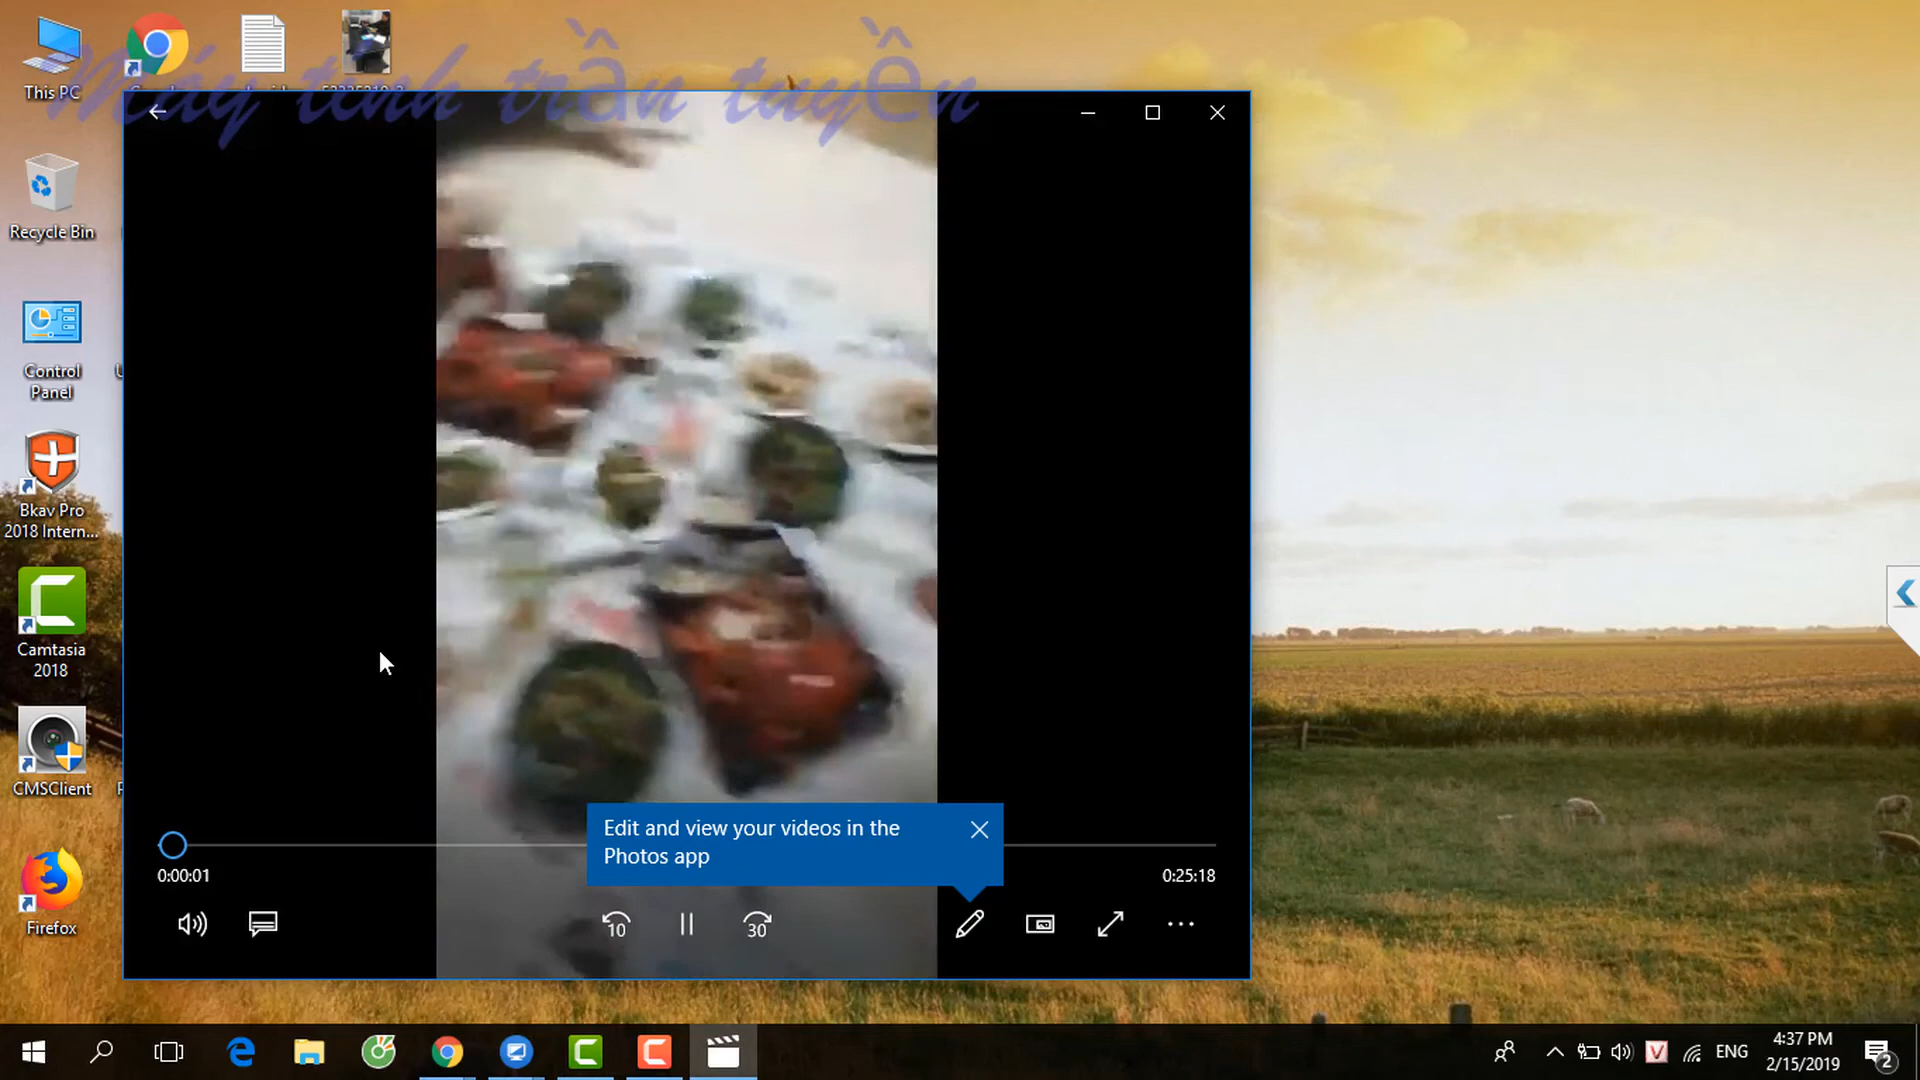 Máy tính trần tuyền
This PC
Recycle Bin
Control
Panel
Bkav Pro
2018 Intern...
Camtasia
2018
CMSClient
Firefox
Edit and view your videos in the
Photos app
0:00:01
0:25:18
10
30
ENG
4:37 PM
2/15/2019
2